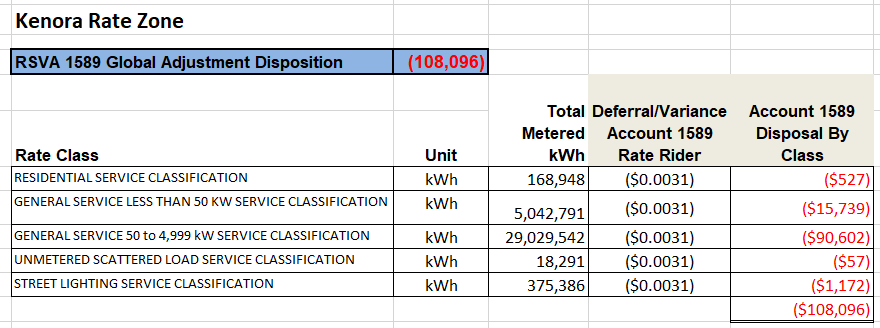 Kenora Rate Zone
RSVA 1589 Global Adjustment Disposition (108,096)
Total Deferral/Variance Account 1589
Metered Account 1589 Disposal By
Rate Class Unit kWh Rate Rider Class
RESIDENTIAL SERVICE CLASSIFICATION kWh 168,948 ($0.0031) ($527)
GENERAL SERVICE LESS THAN 50 KW SERVICE CLASSIFICATION kWh 5,042,791 ($0.0031) ($15,739)
GENERAL SERVICE 50 to 4,999 kW SERVICE CLASSIFICATION kWh 29,029,542 ($0.0031) ($90,602)
UNMETERED SCATTERED LOAD SERVICE CLASSIFICATION kWh 18,291 ($0.0031) ($57)
STREET LIGHTING SERVICE CLASSIFICATION kWh 375,386 ($0.0031) ($1,172)
($108,096)